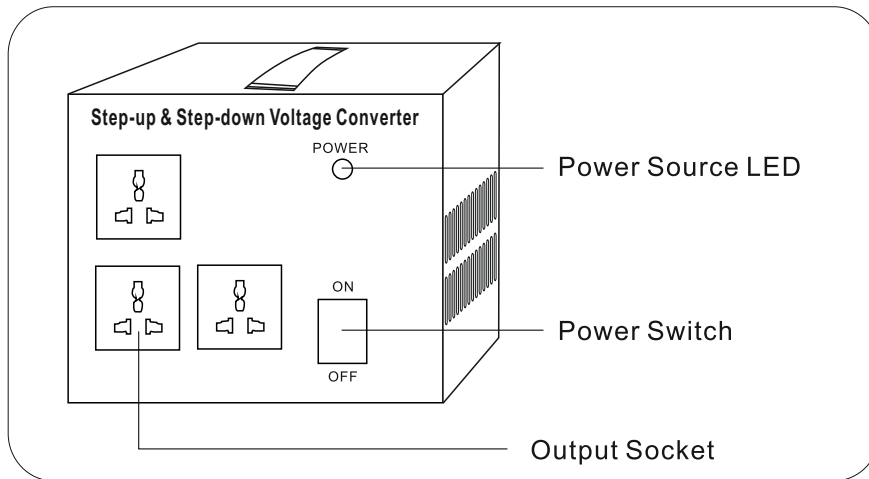 Step-up & Step-down Voltage Converter
POWER
Power Source LED
ON
Power Switch
OFF
Output Socket